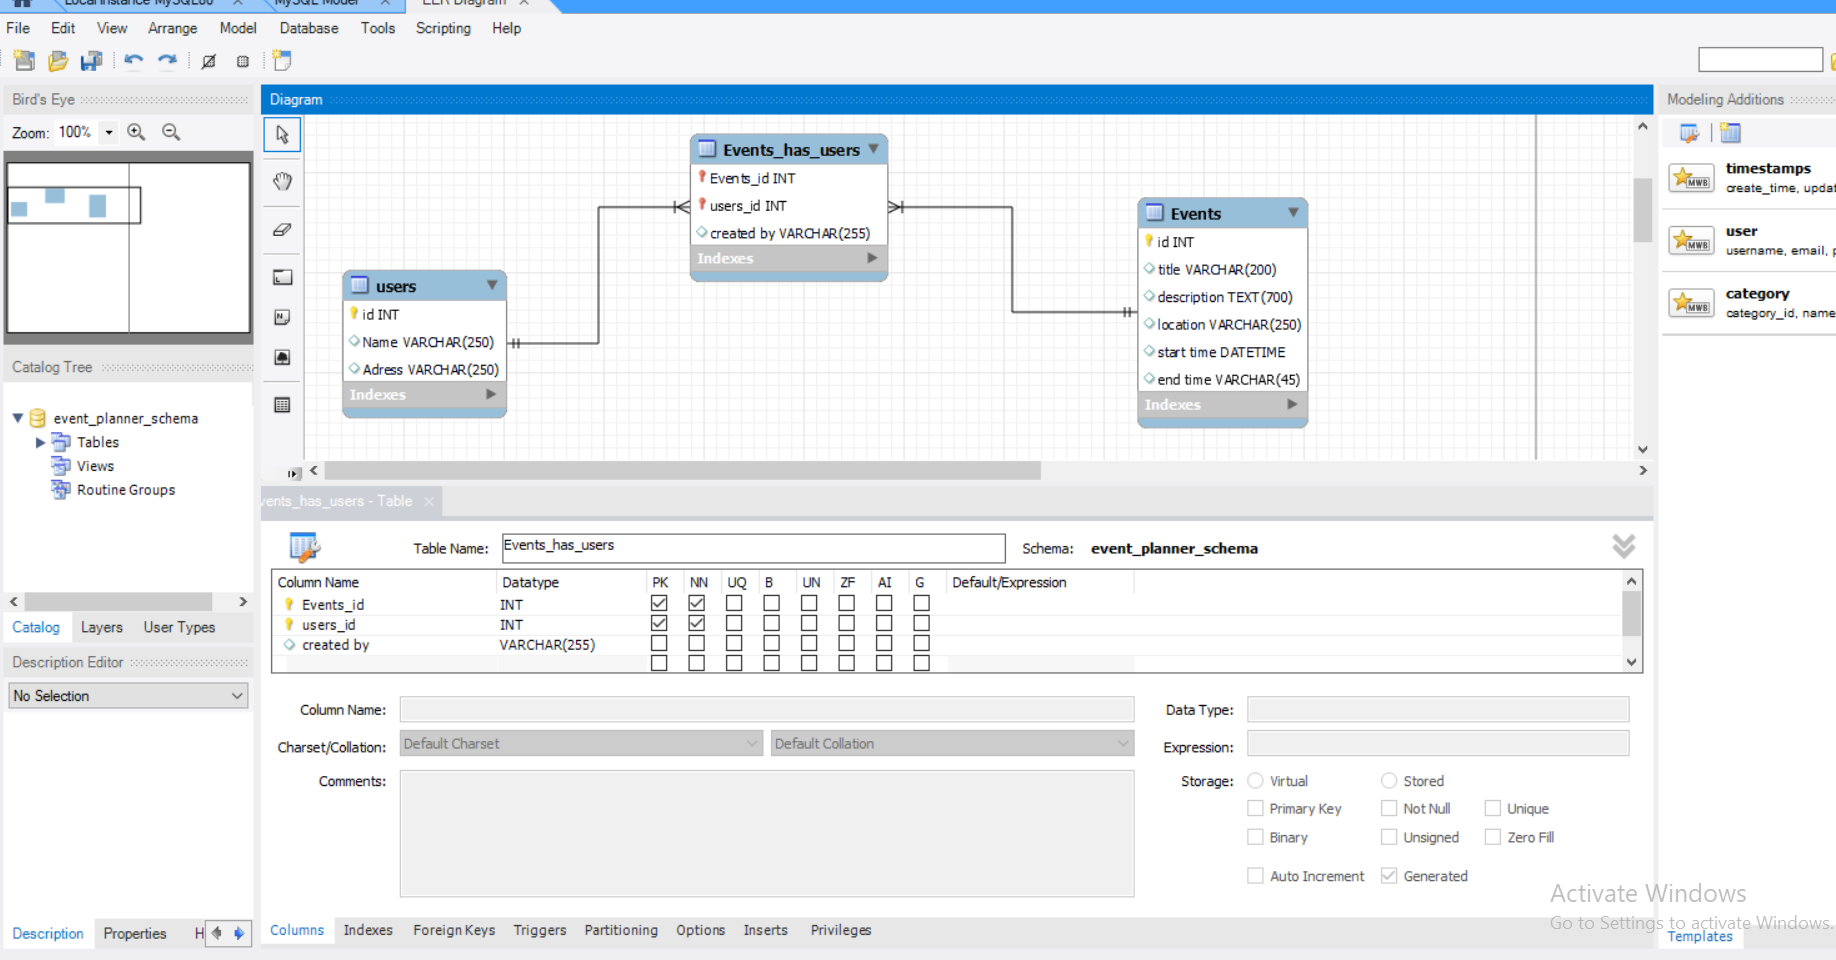 Local instance MySQL80
MySQL Model
EER Diagram
File Edit View Arrange Model Database Tools Scripting Help
Bird's Eye
Zoom: 100%
Diagram
Modeling Additions
timestamps
create_time,
user
username, email,
category
category_id, name
Events_has_users
Events_id INT
users_id INT
created by VARCHAR(255)
Indexes
Events
id INT
title VARCHAR(200)
description TEXT(700)
location VARCHAR(250)
start time DATETIME
end time VARCHAR(45)
Indexes
users
id INT
Name VARCHAR(250)
Adress VARCHAR(250)
Indexes
Catalog Tree
event_planner_schema
Tables
Views
Routine Groups
Catalog Layers User Types
Description Editor
No Selection
Description Properties H
vents_has_users - Table
Table Name: Events_has_users Schema: event_planner_schema
Column Name Datatype PK NN UQ B UN ZF AI G Default/Expression
Events_id INT
users_id INT
created by VARCHAR(255)
Column Name: Data Type:
Charset/Collation: Default Charset Default Collation Expression:
Comments: Storage: Virtual Stored
Primary Key Not Null Unique
Binary Unsigned Zero Fill
Auto Increment Generated
Columns Indexes Foreign Keys Triggers Partitioning Options Inserts Privileges
Activate Windows
Go to Settings to activate Windows.
Templates